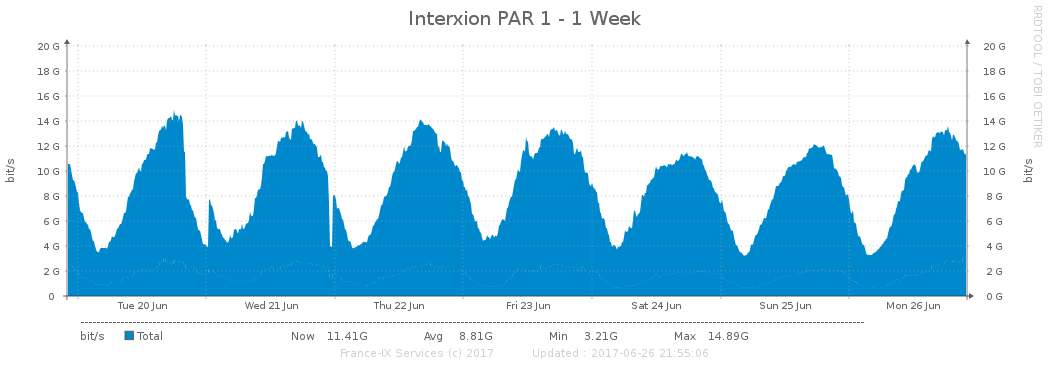 Interxion PAR 1 - 1 Week
RRDTOOL / TOBI OETIKER
20 G 20 G
18 G 18 G
16 G 16 G
14 G 14 G
12 G 12 G
10 G 10 G
8 G 8 G
6 G 6 G
4 G 4 G
2 G 2 G
0 0 G
bit/s bit/s
Tue 20 Jun Wed 21 Jun Thu 22 Jun Fri 23 Jun Sat 24 Jun Sun 25 Jun Mon 26 Jun
bit/s Total Now 11.41G Avg 8.81G Min 3.21G Max 14.89G
France-IX Services (c) 2017 Updated : 2017-06-26 21:55:06